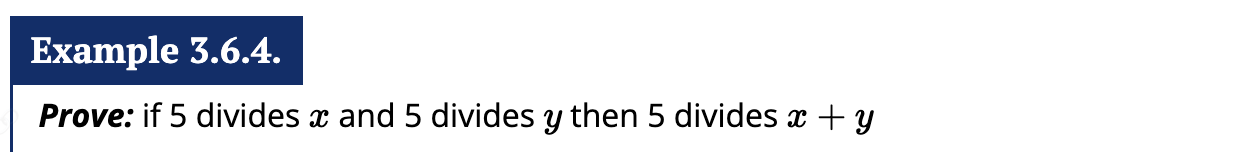 Example 3.6.4.
Prove: if 5 divides x and 5 divides y then 5 divides x + y